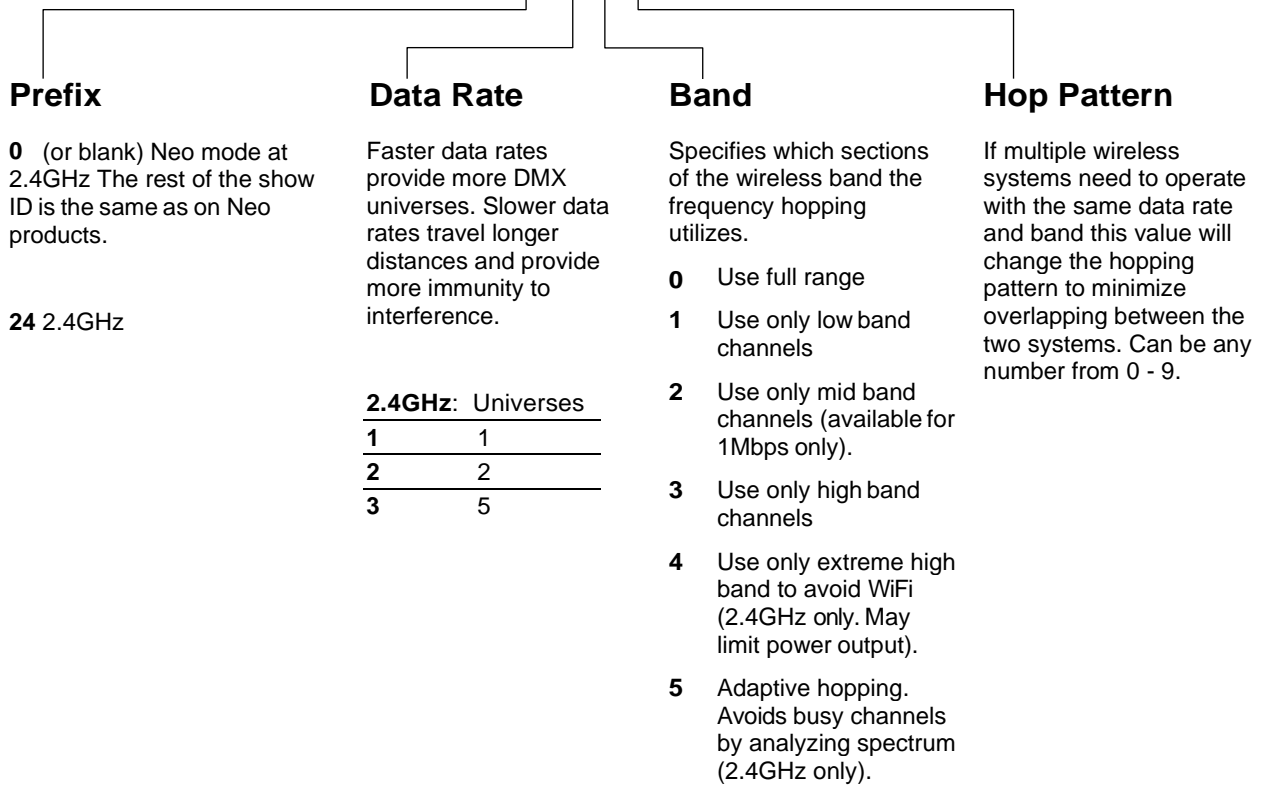 Prefix
0 (or blank) Neo mode at
2.4GHz The rest of the show
ID is the same as on Neo
products.
24 2.4GHz
Data Rate
Faster data rates
provide more DMX
universes. Slower data
rates travel longer
distances and provide
more immunity to
interference.
2.4GHz: Universes
1 1
2 2
3 5
Band
Specifies which sections
of the wireless band the
frequency hopping
utilizes.
0 Use full range
1 Use only low band
channels
2 Use only mid band
channels (available for
1Mbps only).
3 Use only high band
channels
4 Use only extreme high
band to avoid WiFi
(2.4GHz only. May
limit power output).
5 Adaptive hopping.
Avoids busy channels
by analyzing spectrum
(2.4GHz only).
Hop Pattern
If multiple wireless
systems need to operate
with the same data rate
and band this value will
change the hopping
pattern to minimize
overlapping between the
two systems. Can be any
number from 0 - 9.